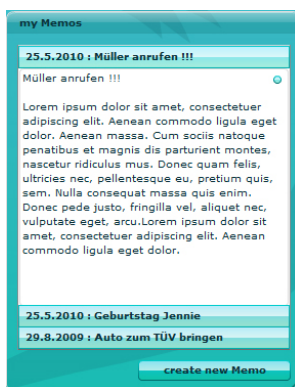 my Memos
25.5.2010 : Müller anrufen !!!
Müller anrufen !!!
Lorem ipsum dolor sit amet, consectetuer
adipiscing elit. Aenean commodo ligula eget
dolor. Aenean massa. Cum sociis natoque
penatibus et magnis dis parturient montes,
nascetur ridiculus mus. Donec quam felis,
ultricies nec, pellentesque eu, pretium quis,
sem. Nulla consequat massa quis enim.
Donec pede justo, fringilla vel, aliquet nec,
vulputate eget, arcu.Lorem ipsum dolor sit
amet, consectetuer adipiscing elit. Aenean
commodo ligula eget dolor.
25.5.2010 : Geburtstag Jennie
29.8.2009 : Auto zum TÜV bringen
create new Memo